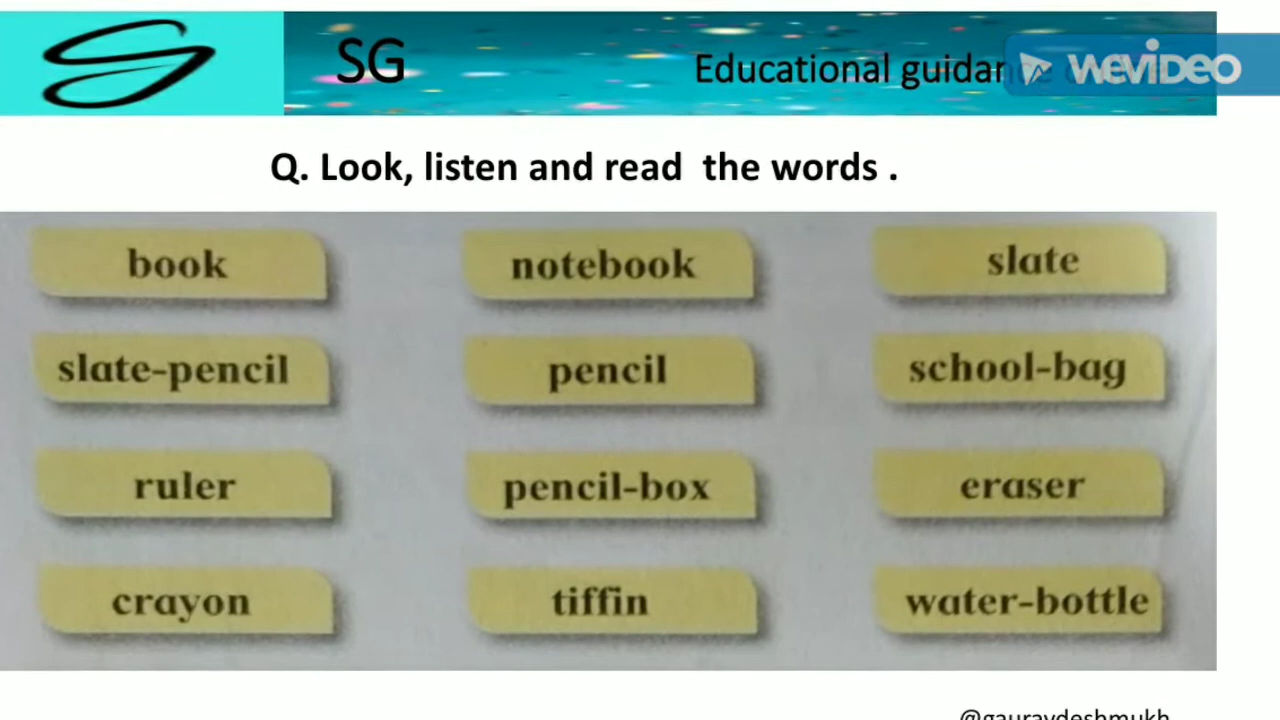 SG
Educational guidan
WEVIDEO
Q. Look, listen and read the words .
book notebook slate
slate-pencil pencil school-bag
ruler pencil-box eraser
crayon tiffin water-bottle
@gauravdeshmukh